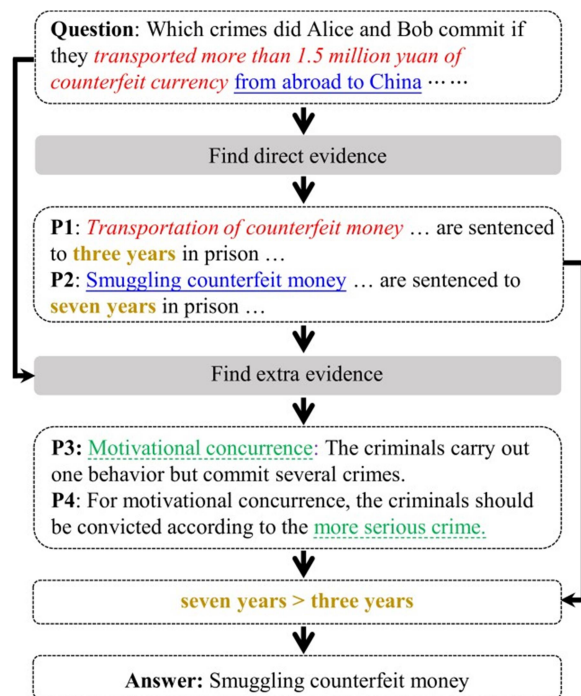 Question: Which crimes did Alice and Bob commit if
they transported more than 1.5 million yuan of
counterfeit currency from abroad to China ⋯⋯
Find direct evidence
P1: Transportation of counterfeit money … are sentenced
to three years in prison …
P2: Smuggling counterfeit money … are sentenced to
seven years in prison …
Find extra evidence
P3: Motivational concurrence: The criminals carry out
one behavior but commit several crimes.
P4: For motivational concurrence, the criminals should
be convicted according to the more serious crime.
seven years > three years
Answer: Smuggling counterfeit money